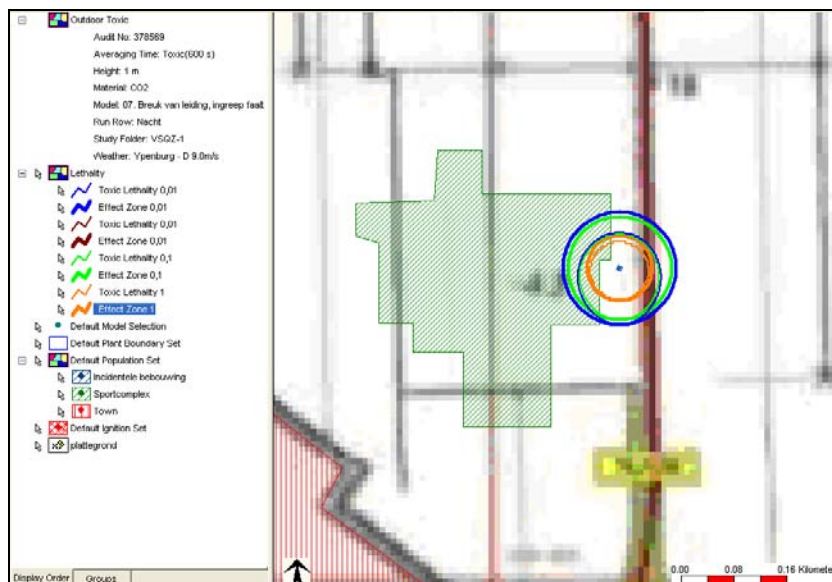 Outdoor Toxic
Audit No: 378569
Averaging Time: Toxic(600 s)
Height: 1 m
Material: CO2
Model: 07. Breuk van leiding, ingreep faalt
Run Row: Nacht
Study Folder: VSQZ-1
Weather: Ypenburg - D 9.0m/s
Lethality
Toxic Lethality 0,01
Effect Zone 0,01
Toxic Lethality 0,01
Effect Zone 0,01
Toxic Lethality 0,1
Effect Zone 0,1
Toxic Lethality 1
Effect Zone 1
Default Model Selection
Default Plant Boundary Set
Default Population Set
Incidentele bebouwing
Sportcomplex
Town
Default Ignition Set
plattegrond
Display Order Groups
0.00 0.08 0.16 Kilomete